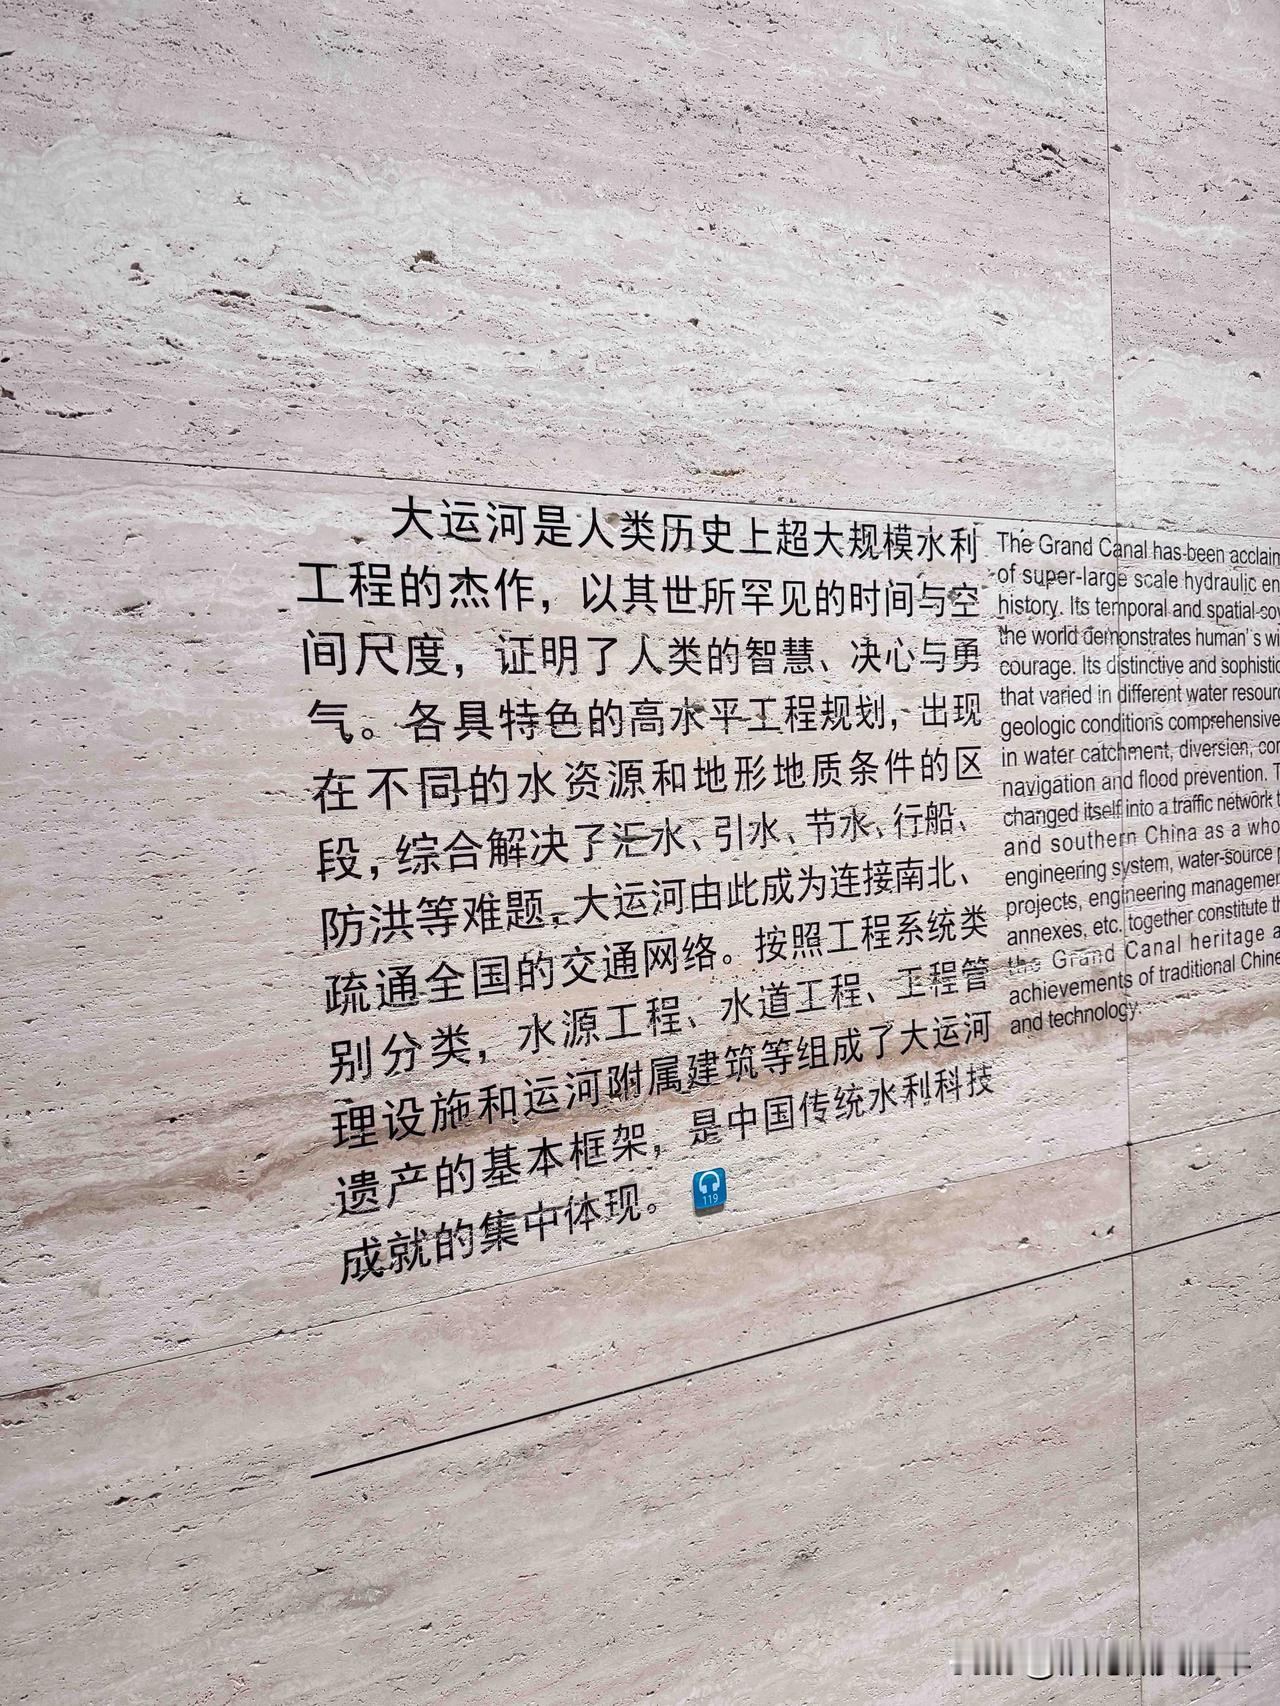 大运河是人类历史上超大规模水利
工程的杰作，以其世所罕见的时间与空
间尺度，证明了人类的智慧、决心与勇
气。各具特色的高水平工程规划，出现
在不同的水资源和地形地质条件的区
段，综合解决了汇水、引水、节水、行船、
防洪等难题。大运河由此成为连接南北、
疏通全国的交通网络。按照工程系统类
别分类，水源工程、水道工程、工程管
理设施和运河附属建筑等组成了大运河
遗产的基本框架，是中国传统水利科技
成就的集中体现。
119
The Grand Canal has been acclaim
of super-large scale hydraulic en
history. Its temporal and spatial-sov
the world demonstrates human's wi
courage. Its distinctive and sophistic
that varied in different water resour
geologic conditions comprehensive
in water catchment, diversion, con
navigation and flood prevention. T
changed itself into a traffic network t
and southern China as a who
engineering system, water-source p
projects, engineering managemen
annexes, etc. together constitute th
the Grand Canal heritage a
achievements of traditional Chine
and technology.